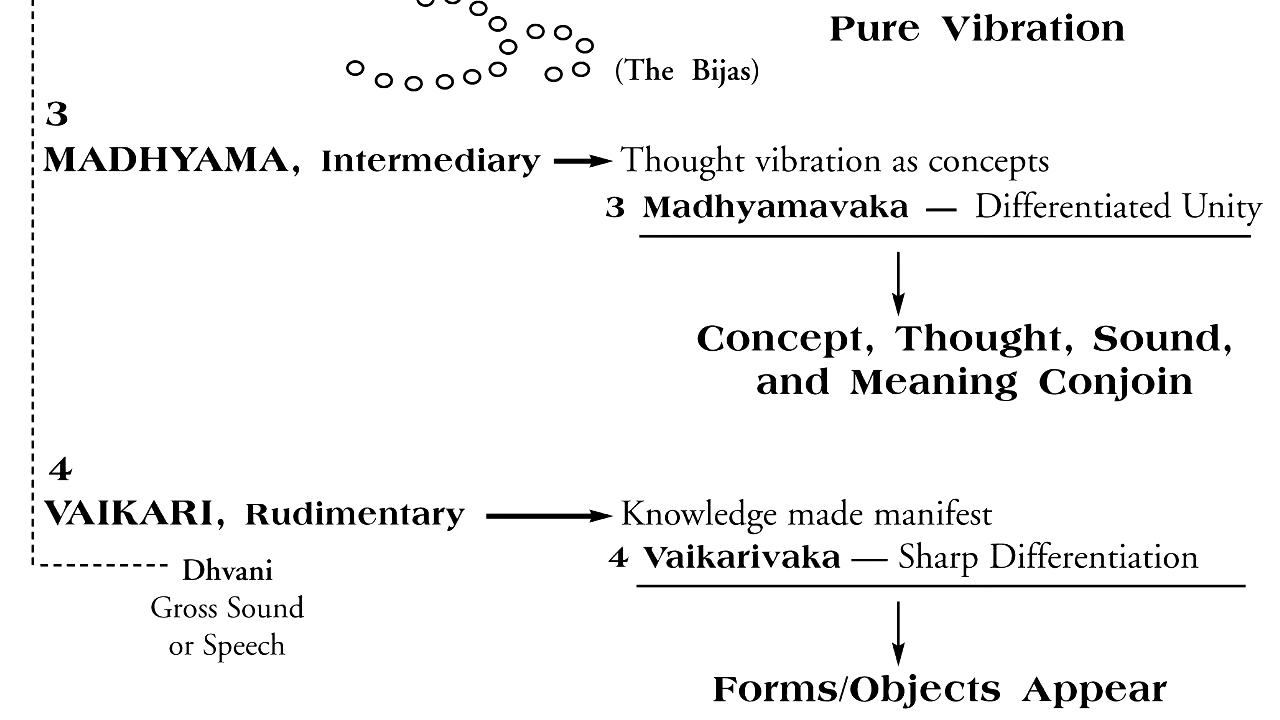 Pure Vibration
(The Bijas)
3
MADHYAMA, Intermediary Thought vibration as concepts
3 Madhyamavaka — Differentiated Unity
Concept, Thought, Sound,
and Meaning Conjoin
4
VAIKARI, Rudimentary Knowledge made manifest
4 Vaikarivaka — Sharp Differentiation
Dhvani
Gross Sound
or Speech
Forms/Objects Appear